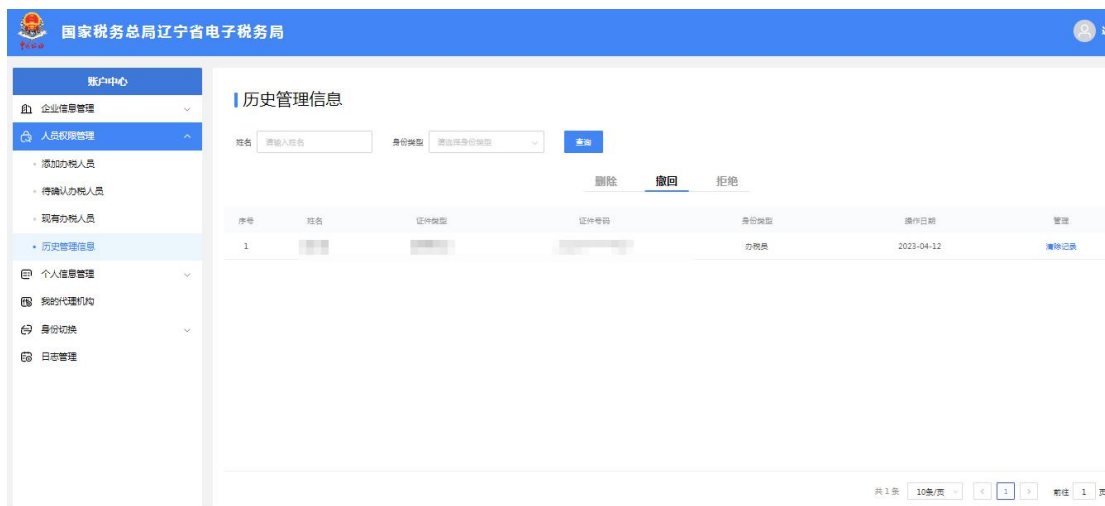 国家税务总局辽宁省电子税务局
账户中心
企业信息管理
人员权限管理
添加办税人员
待确认办税人员
现有办税人员
历史管理信息
个人信息管理
我的代理机构
身份切换
日志管理
历史管理信息
姓名 请输入姓名 身份类型 请选择身份类型 查询
删除 撤回 拒绝
序号 姓名 证件类型 证件号码 身份类型 操作日期 管理
1 办税员 2023-04-12 清除记录
共1条 10条/页 < 1 > 前往 1 页